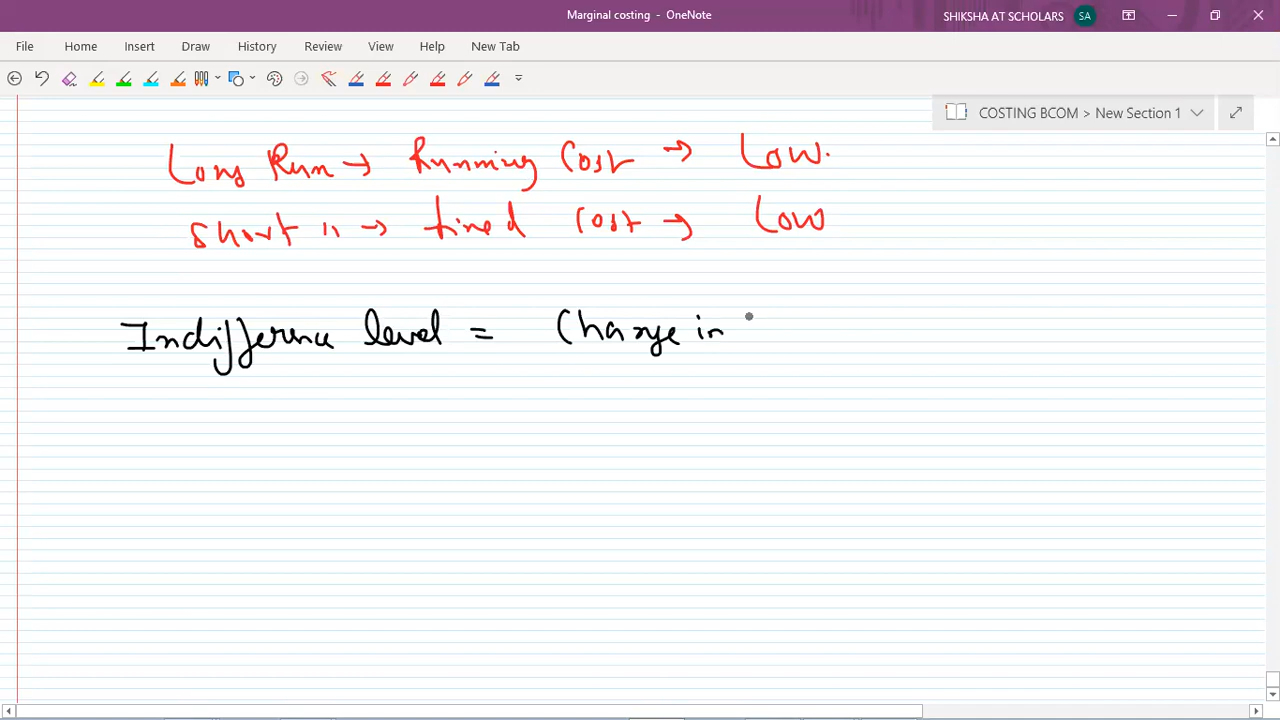 Marginal costing - OneNote
SHIKSHA AT SCHOLARS SA
File Home Insert Draw History Review View Help New Tab
COSTING BCOM > New Section 1
Long Run → Running Cost → Low.
Short 11 → fixed Cost → Low
Indifference level = Change in